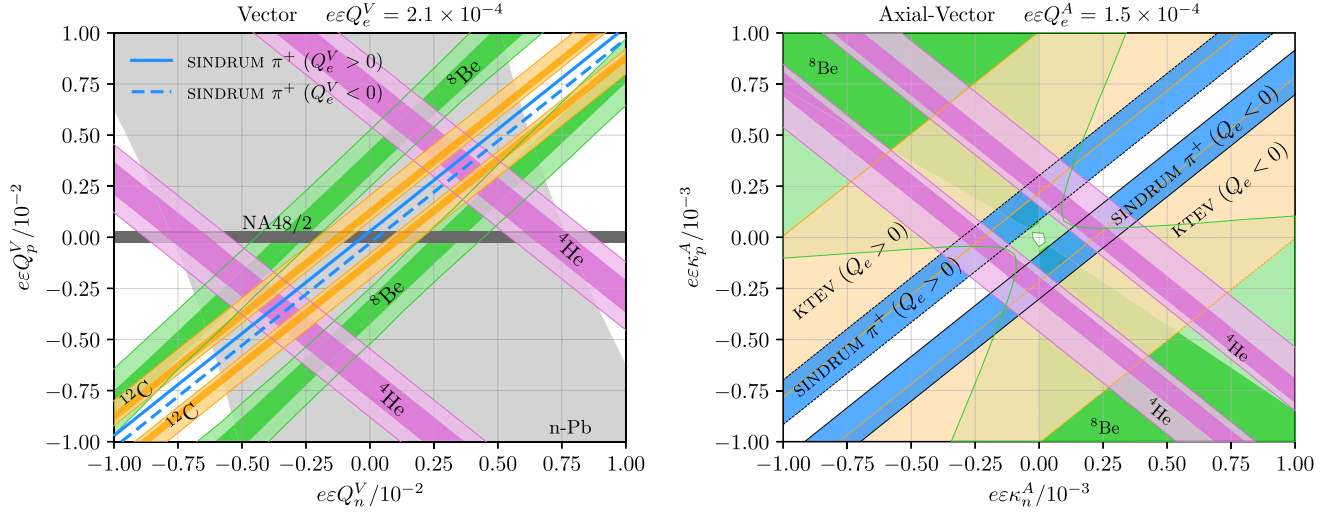 Vector eεQ_e^V = 2.1 × 10^{-4}
1.00
0.75
0.50
0.25
0.00
−0.25
−0.50
−0.75
−1.00
eεQ_p^V/10^{-2}
SINDRUM π^+ (Q_e^V > 0)
SINDRUM π^+ (Q_e^V < 0)
^8Be
NA48/2
^4He
^8Be
^12C
^12C
^4He
n-Pb
−1.00 −0.75 −0.50 −0.25 0.00 0.25 0.50 0.75 1.00
eεQ_n^V/10^{-2}
Axial-Vector eεQ_e^A = 1.5 × 10^{-4}
1.00
0.75
0.50
0.25
0.00
−0.25
−0.50
−0.75
−1.00
eεκ_p^A/10^{-3}
^8Be
SINDRUM π^+ (Q_e < 0)
KTEV (Q_e < 0)
KTEV (Q_e > 0)
SINDRUM π^+ (Q_e > 0)
^4He
^4He
^8Be
−1.00 −0.75 −0.50 −0.25 0.00 0.25 0.50 0.75 1.00
eεκ_n^A/10^{-3}